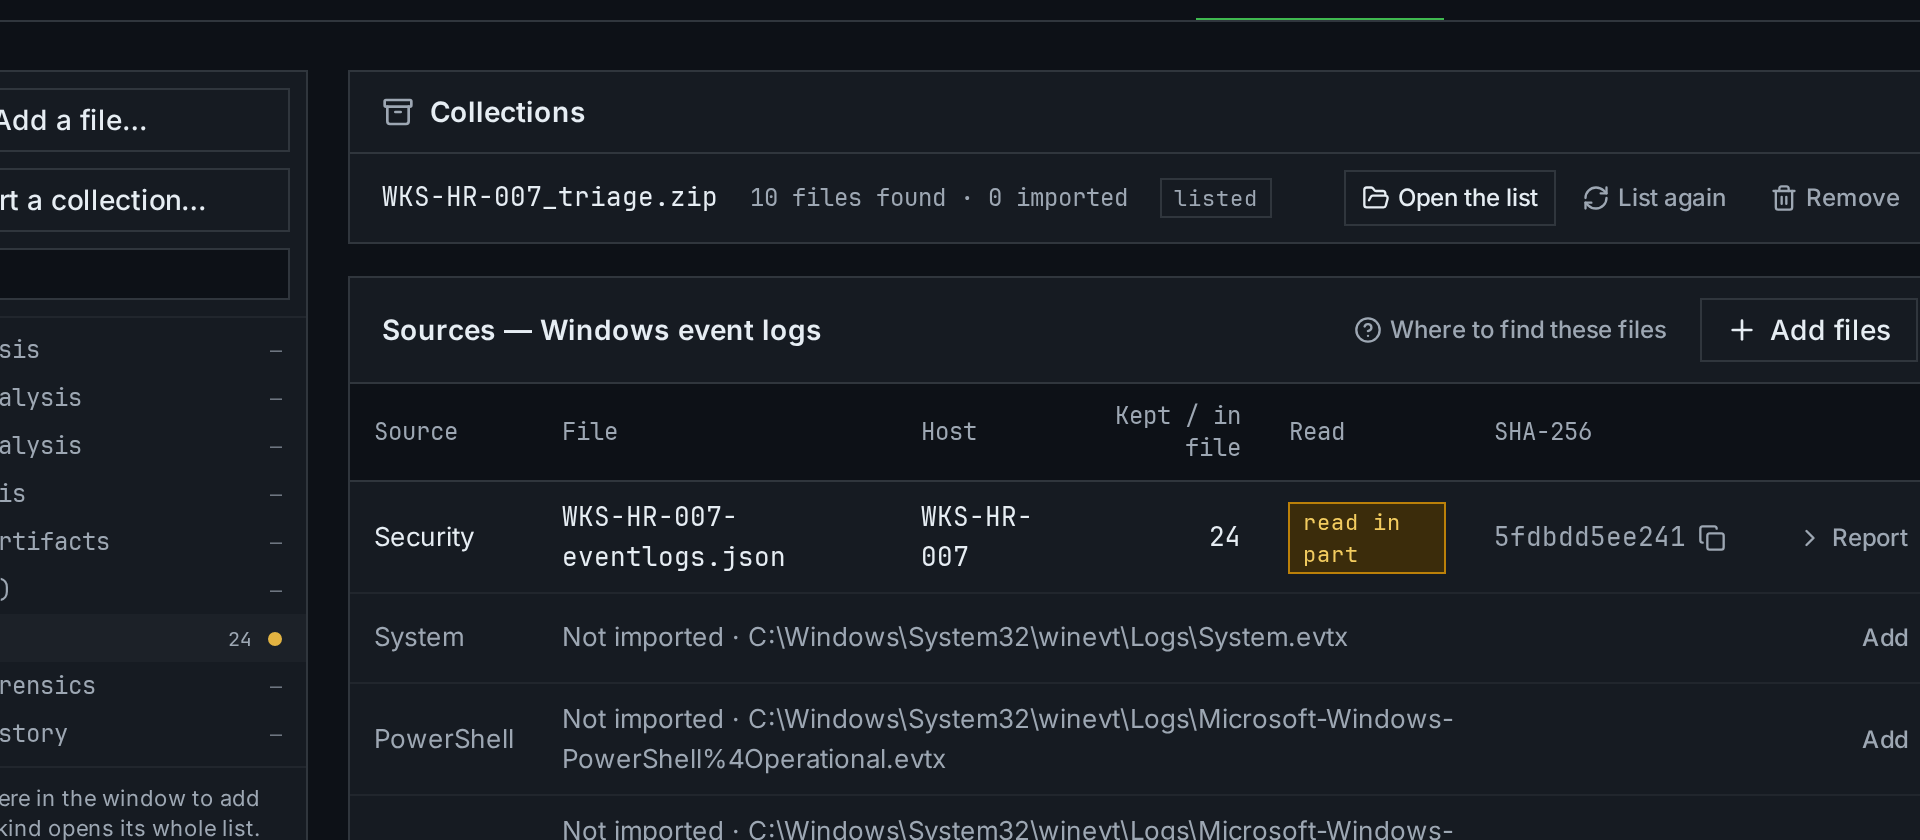 Add a file...
rt a collection...
sis –
alysis –
alysis –
is –
rtifacts –
) –
24
rensics –
story –
ere in the window to add
kind opens its whole list.
Collections
WKS-HR-007_triage.zip 10 files found · 0 imported listed Open the list List again Remove
Sources — Windows event logs Where to find these files + Add files
Source File Host Kept / in file Read SHA-256
Security WKS-HR-007-eventlogs.json WKS-HR-007 24 read in part 5fdbdd5ee241 > Report
System Not imported · C:\Windows\System32\winevt\Logs\System.evtx Add
PowerShell Not imported · C:\Windows\System32\winevt\Logs\Microsoft-Windows-
PowerShell%4Operational.evtx Add
Not imported · C:\Windows\System32\winevt\Logs\Microsoft-Windows-